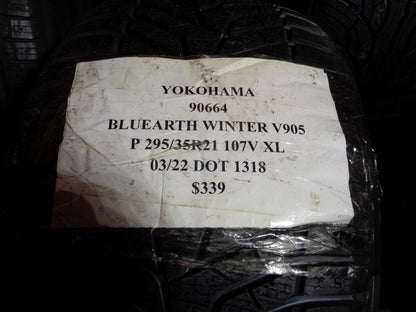 YOKOHAMA
90664
BLUEARTH WINTER V905
P 295/35R21 107V XL
03/22 DOT 1318
$339